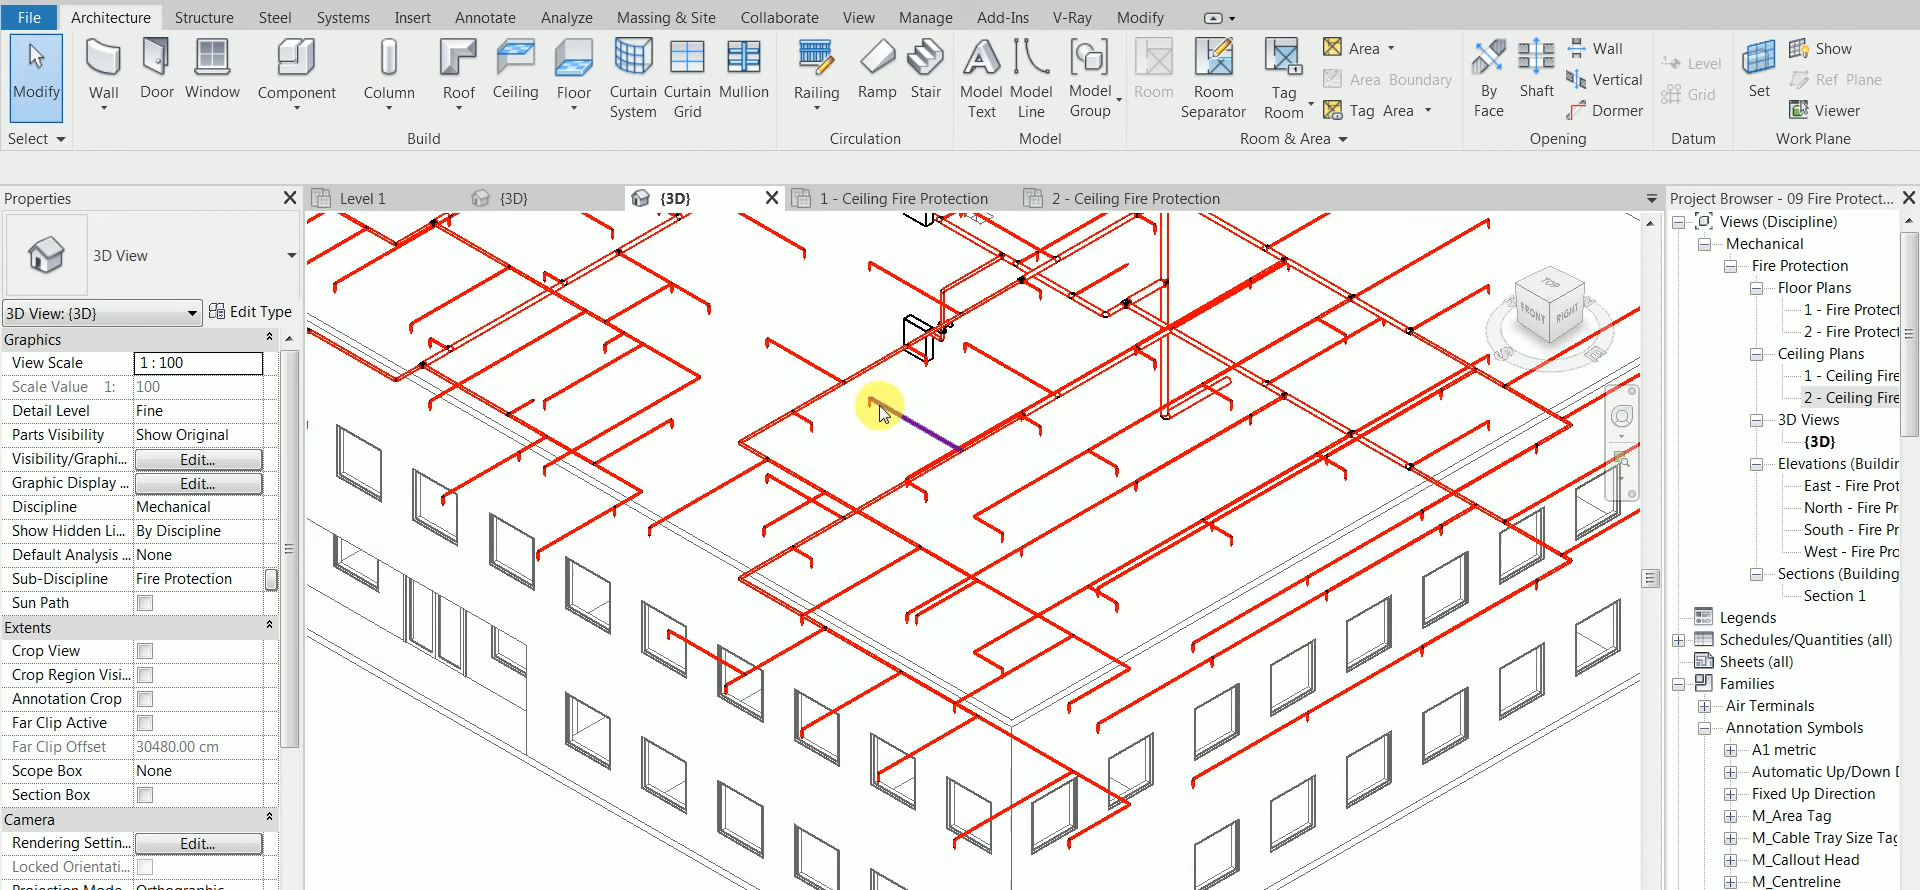 File Architecture Structure Steel Systems Insert Annotate Analyze Massing & Site Collaborate View Manage Add-Ins V-Ray Modify
Modify
Wall
Door
Window
Component
Column
Roof
Ceiling
Floor
Curtain System
Curtain Grid
Mullion
Railing
Ramp
Stair
Model Text
Model Line
Model Group
Room
Room Separator
Tag Room
Area
Area Boundary
Tag Area
By Face
Shaft
Wall
Vertical
Dormer
Level
Grid
Set
Show
Ref Plane
Viewer
Select
Build
Circulation
Model
Room & Area
Opening
Datum
Work Plane
Properties
Level 1
{3D}
{3D}
1 - Ceiling Fire Protection
2 - Ceiling Fire Protection
Project Browser - 09 Fire Protect...
3D View
3D View: {3D}
Edit Type
Graphics
View Scale 1 : 100
Scale Value 1: 100
Detail Level Fine
Parts Visibility Show Original
Visibility/Graphi... Edit...
Graphic Display ... Edit...
Discipline Mechanical
Show Hidden Li... By Discipline
Default Analysis ... None
Sub-Discipline Fire Protection
Sun Path
Extents
Crop View
Crop Region Visi...
Annotation Crop
Far Clip Active
Far Clip Offset 30480.00 cm
Scope Box None
Section Box
Camera
Rendering Settin... Edit...
Locked Orientati...
Projection Mode Orthographic
TOP
FRONT RIGHT
Views (Discipline)
Mechanical
Fire Protection
Floor Plans
1 - Fire Protect
2 - Fire Protect
Ceiling Plans
1 - Ceiling Fire
2 - Ceiling Fire
3D Views
{3D}
Elevations (Buildin
East - Fire Prot
North - Fire Pr
South - Fire Pr
West - Fire Pro
Sections (Building
Section 1
Legends
Schedules/Quantities (all)
Sheets (all)
Families
Air Terminals
Annotation Symbols
A1 metric
Automatic Up/Down D
Fixed Up Direction
M_Area Tag
M_Cable Tray Size Tag
M_Callout Head
M_Centreline